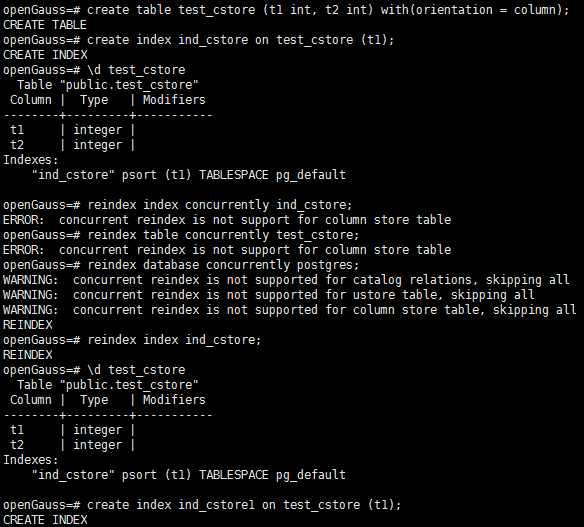 openGauss=# create table test_cstore (t1 int, t2 int) with(orientation = column);
CREATE TABLE
openGauss=# create index ind_cstore on test_cstore (t1);
CREATE INDEX
openGauss=# \d test_cstore
  Table "public.test_cstore"
 Column |  Type   | Modifiers
--------+---------+-----------
 t1     | integer |
 t2     | integer |
Indexes:
    "ind_cstore" psort (t1) TABLESPACE pg_default

openGauss=# reindex index concurrently ind_cstore;
ERROR:  concurrent reindex is not support for column store table
openGauss=# reindex table concurrently test_cstore;
ERROR:  concurrent reindex is not support for column store table
openGauss=# reindex database concurrently postgres;
WARNING:  concurrent reindex is not supported for catalog relations, skipping all
WARNING:  concurrent reindex is not supported for ustore table, skipping all
WARNING:  concurrent reindex is not supported for column store table, skipping all
REINDEX
openGauss=# reindex index ind_cstore;
REINDEX
openGauss=# \d test_cstore
  Table "public.test_cstore"
 Column |  Type   | Modifiers
--------+---------+-----------
 t1     | integer |
 t2     | integer |
Indexes:
    "ind_cstore" psort (t1) TABLESPACE pg_default

openGauss=# create index ind_cstore1 on test_cstore (t1);
CREATE INDEX